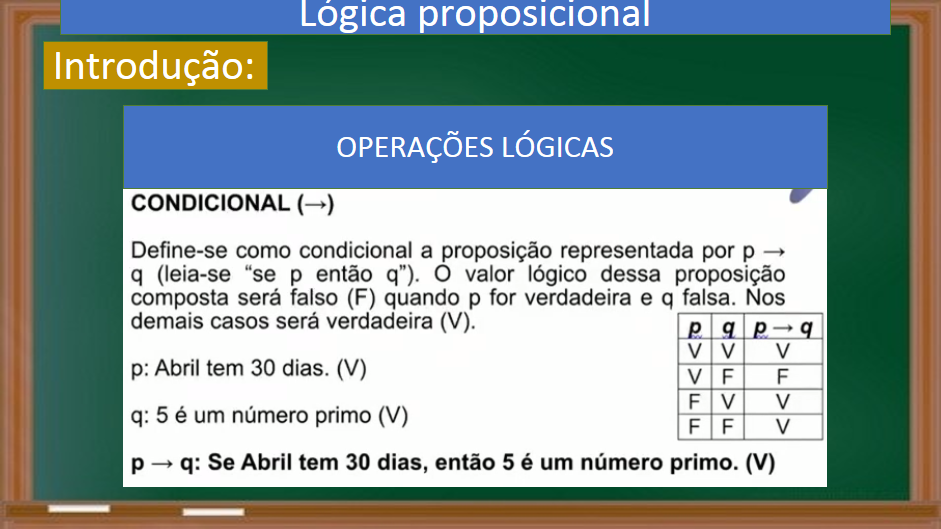 Lógica proposicional
Introdução:
OPERAÇÕES LÓGICAS
CONDICIONAL (→)
Define-se como condicional a proposição representada por p →
q (leia-se “se p então q”). O valor lógico dessa proposição
composta será falso (F) quando p for verdadeira e q falsa. Nos
demais casos será verdadeira (V).
p: Abril tem 30 dias. (V)
q: 5 é um número primo (V)
p → q: Se Abril tem 30 dias, então 5 é um número primo. (V)
p q p → q
V V V
V F F
F V V
F F V